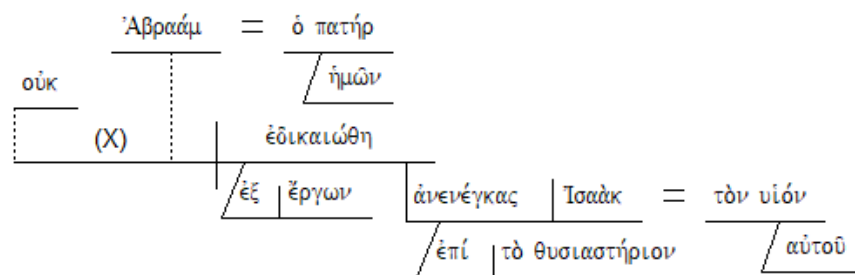 Ἀβραάμ = ὁ πατήρ
ἡμῶν
οὐκ
(X) ἐδικαιώθη
ἐξ ἔργων
ἀνενέγκας Ἰσαὰκ = τὸν υἱόν
ἐπί τὸ θυσιαστήριον
αὐτοῦ